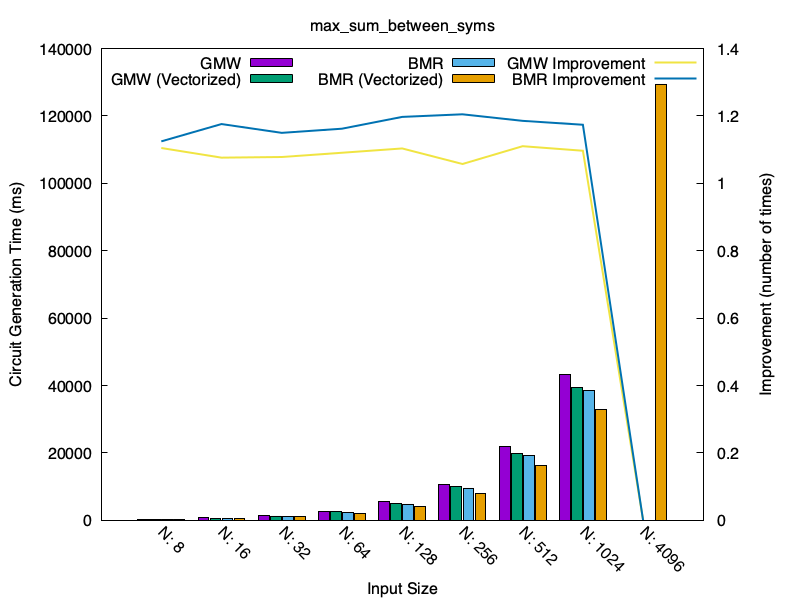 max_sum_between_syms
GMW
GMW (Vectorized)
BMR
BMR (Vectorized)
GMW Improvement
BMR Improvement
Circuit Generation Time (ms)
140000
120000
100000
80000
60000
40000
20000
0
1.4
1.2
1
0.8
0.6
0.4
0.2
0
Improvement (number of times)
N: 8
N: 16
N: 32
N: 64
N: 128
N: 256
N: 512
N: 1024
N: 4096
Input Size